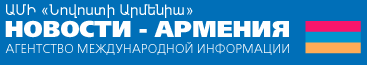 ԱՄԻ «Նովոստի Արմենիա»
НОВОСТИ - АРМЕНИЯ
АГЕНТСТВО МЕЖДУНАРОДНОЙ ИНФОРМАЦИИ